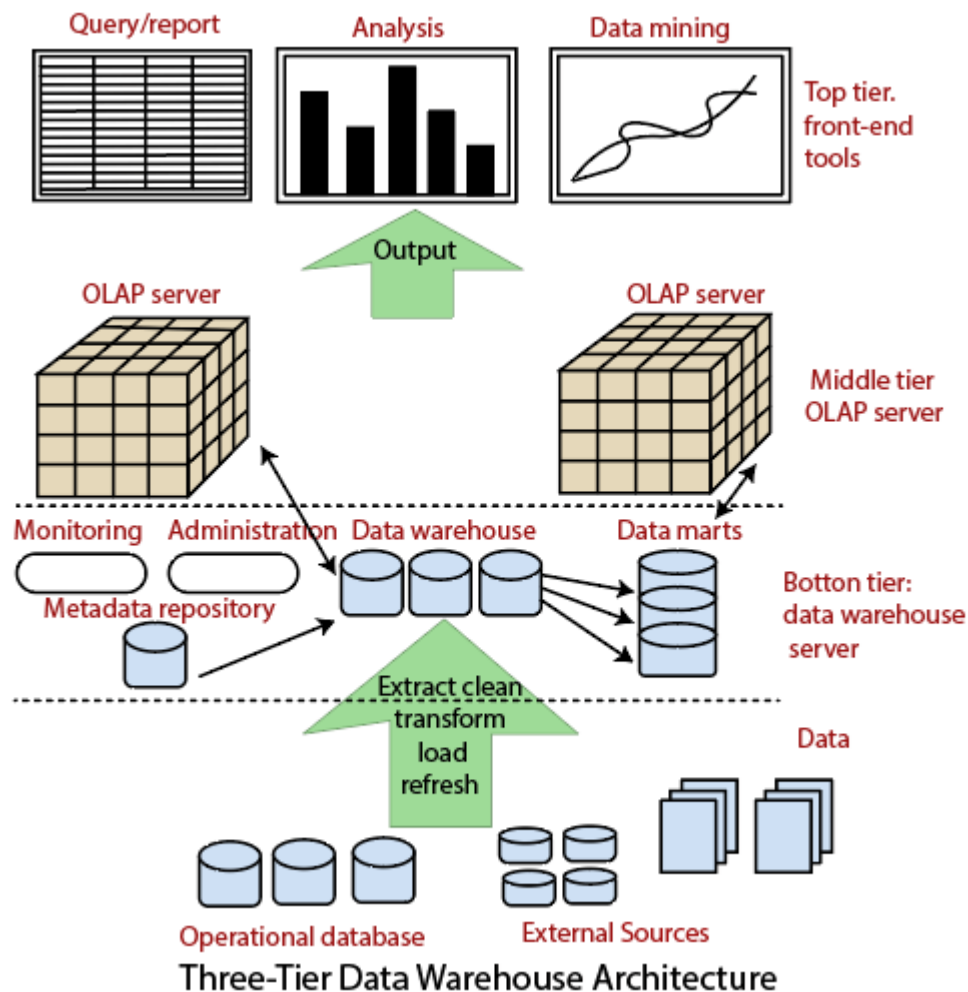 Query/report
Analysis
Data mining
Top tier.
front-end
tools
Output
OLAP server
OLAP server
Middle tier
OLAP server
Monitoring
Administration
Data warehouse
Data marts
Metadata repository
Botton tier:
data warehouse
server
Extract clean
transform
load
refresh
Data
Operational database
External Sources
Three-Tier Data Warehouse Architecture